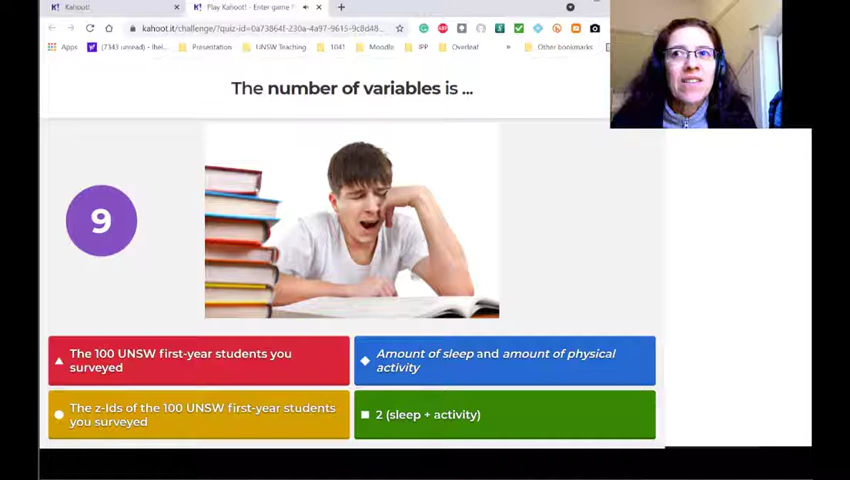 Kahoot!
Play Kahoot! - Enter game
kahoot.it/challenge/?quiz-id=0a73864f-230a-4a97-9615-9c8d48...
Apps
(7343 unread)
Presentation
UNSW Teaching
1041
Moodle
IPP
Overleaf
»
Other bookmarks
The number of variables is ...
9
The 100 UNSW first-year students you
surveyed
Amount of sleep and amount of physical
activity
The z-Ids of the 100 UNSW first-year students
you surveyed
2 (sleep + activity)